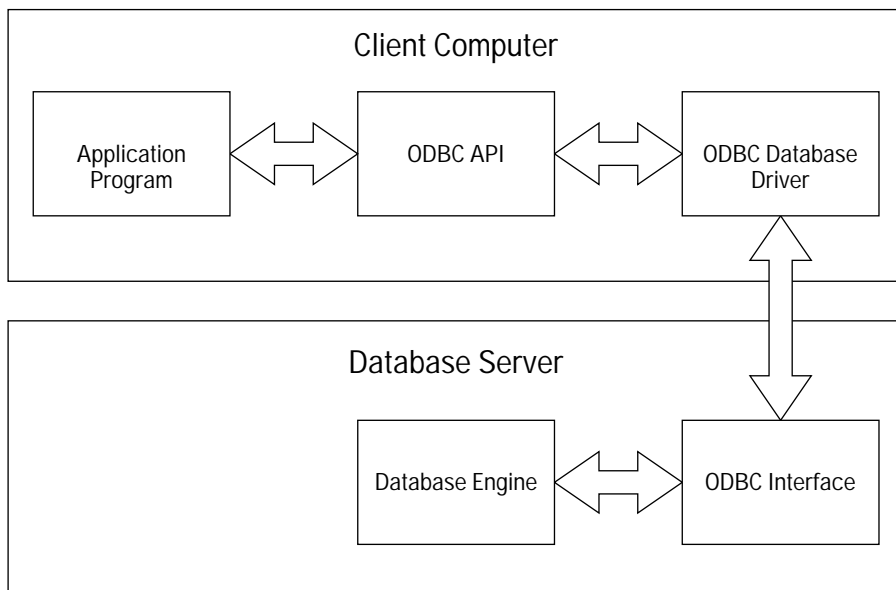 Client Computer
Application
Program
ODBC API
ODBC Database
Driver
Database Server
Database Engine
ODBC Interface